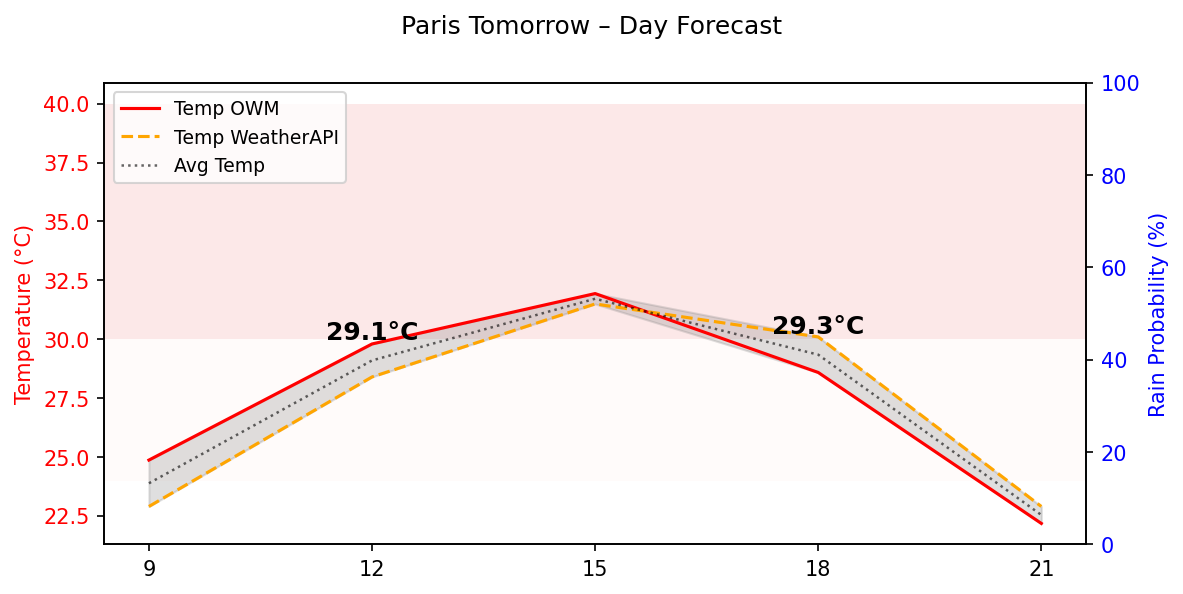 Paris Tomorrow – Day Forecast
Temp OWM
Temp WeatherAPI
Avg Temp
Temperature (°C)
40.0
37.5
35.0
32.5
30.0
27.5
25.0
22.5
29.1°C
29.3°C
100
80
60
40
20
0
Rain Probability (%)
9 12 15 18 21